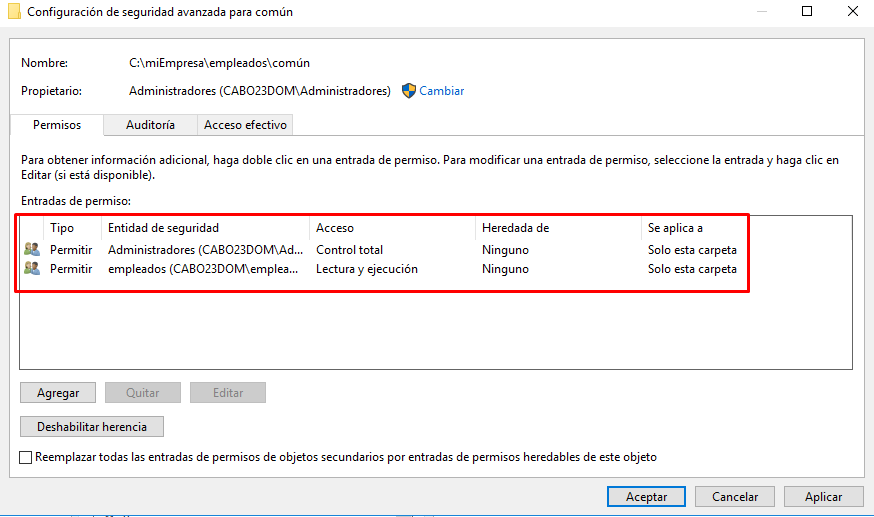 Configuración de seguridad avanzada para común
Nombre: C:\miEmpresa\empleados\común
Propietario: Administradores (CABO23DOM\Administradores) Cambiar
Permisos Auditoría Acceso efectivo
Para obtener información adicional, haga doble clic en una entrada de permiso. Para modificar una entrada de permiso, seleccione la entrada y haga clic en
Editar (si está disponible).
Entradas de permiso:
Tipo Entidad de seguridad Acceso Heredada de Se aplica a
Permitir Administradores (CABO23DOM\Ad... Control total Ninguno Solo esta carpeta
Permitir empleados (CABO23DOM\emplea... Lectura y ejecución Ninguno Solo esta carpeta
Agregar Quitar Editar
Deshabilitar herencia
Reemplazar todas las entradas de permisos de objetos secundarios por entradas de permisos heredables de este objeto
Aceptar Cancelar Aplicar